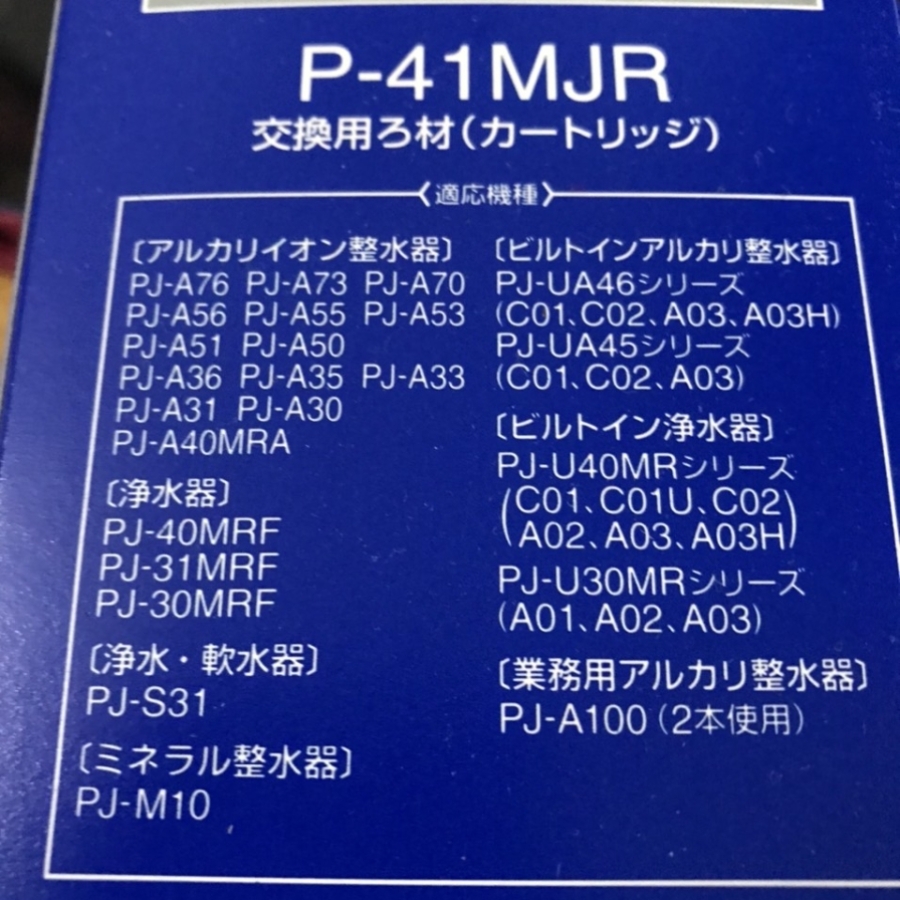 P-41MJR
交換用ろ材(カートリッジ)
〈適応機種〉
〔アルカリイオン整水器〕
PJ-A76 PJ-A73 PJ-A70
PJ-A56 PJ-A55 PJ-A53
PJ-A51 PJ-A50
PJ-A36 PJ-A35 PJ-A33
PJ-A31 PJ-A30
PJ-A40MRA
〔浄水器〕
PJ-40MRF
PJ-31MRF
PJ-30MRF
〔浄水・軟水器〕
PJ-S31
〔ミネラル整水器〕
PJ-M10
〔ビルトインアルカリ整水器〕
PJ-UA46シリーズ
(C01、C02、A03、A03H)
PJ-UA45シリーズ
(C01、C02、A03)
〔ビルトイン浄水器〕
PJ-U40MRシリーズ
(C01、C01U、C02
A02、A03、A03H)
PJ-U30MRシリーズ
(A01、A02、A03)
〔業務用アルカリ整水器〕
PJ-A100(2本使用)